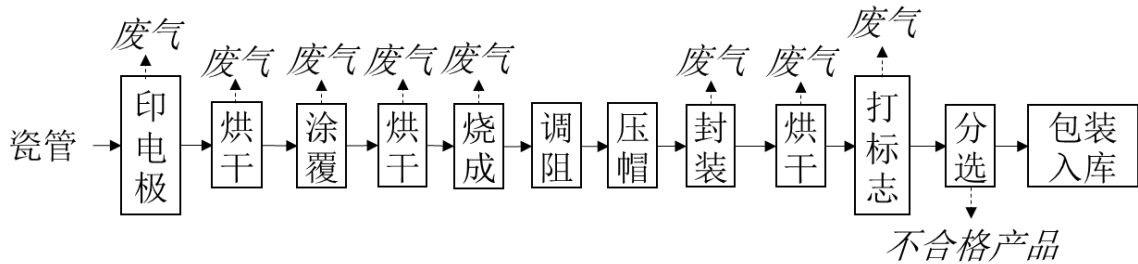 废气
废气
废气
废气
废气
废气
废气
废气
瓷管
印电极
烘干
涂覆
烘干
烧成
调阻
压帽
封装
烘干
打标志
分选
包装
入库
不合格产品